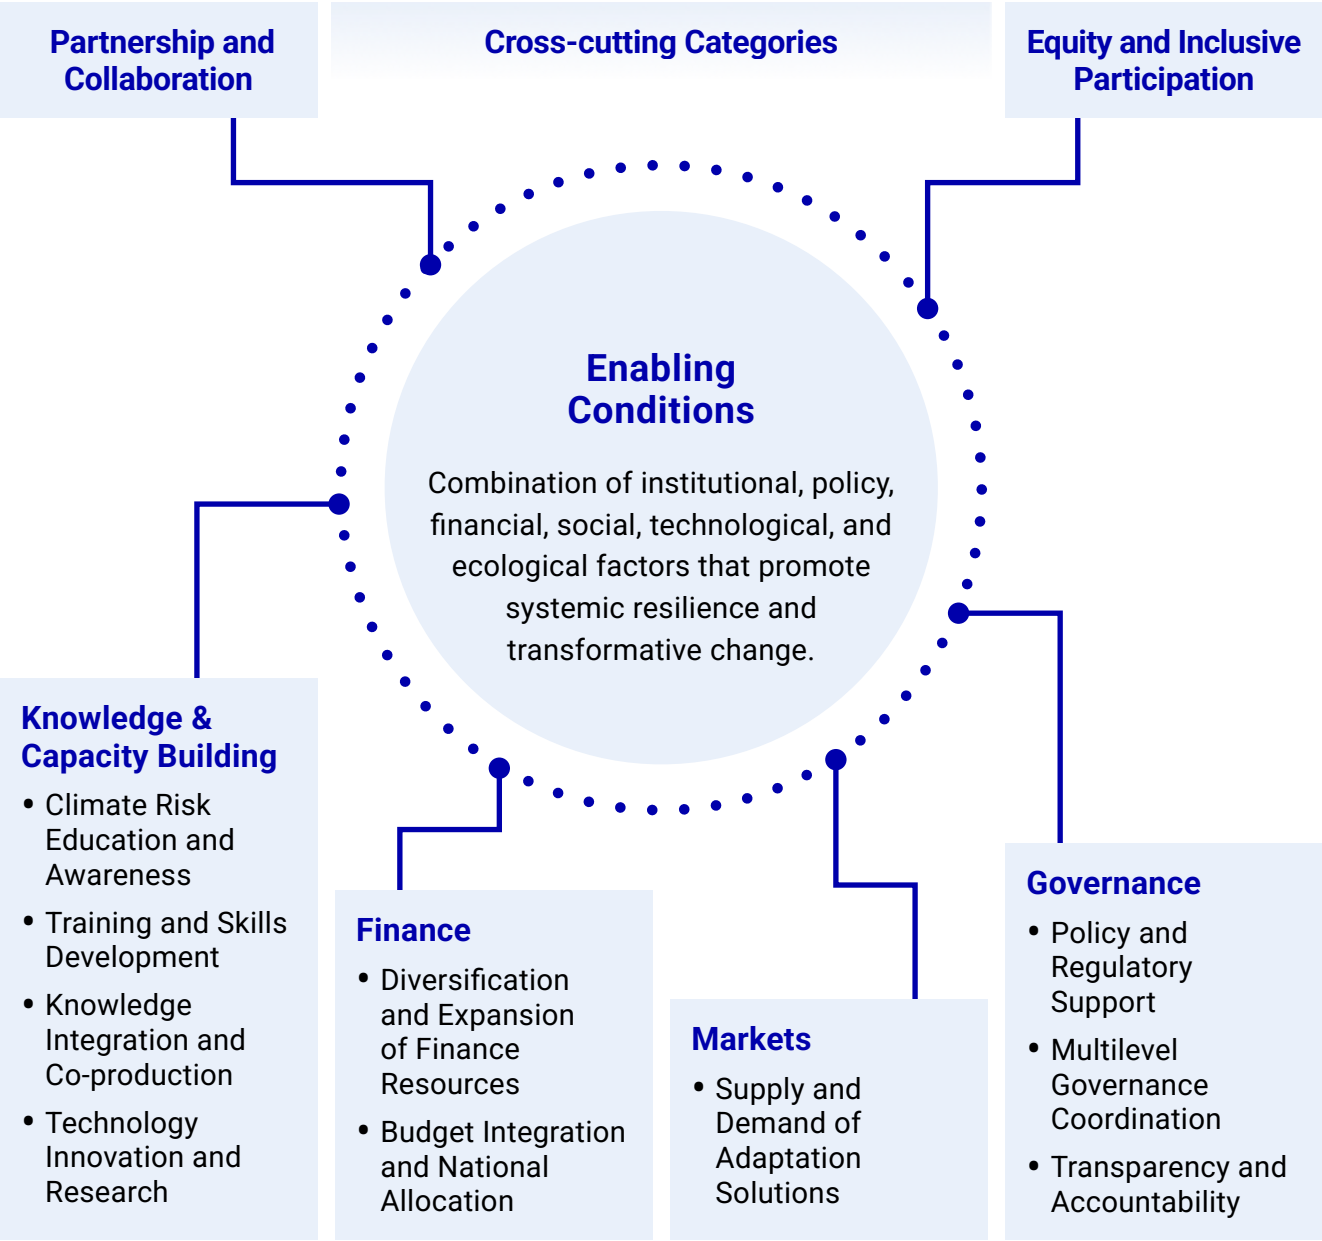 Partnership and
Collaboration
Cross-cutting Categories
Equity and Inclusive
Participation
Enabling
Conditions
Combination of institutional, policy,
financial, social, technological, and
ecological factors that promote
systemic resilience and
transformative change.
Knowledge &
Capacity Building
• Climate Risk
Education and
Awareness
• Training and Skills
Development
• Knowledge
Integration and
Co-production
• Technology
Innovation and
Research
Finance
• Diversification
and Expansion
of Finance
Resources
• Budget Integration
and National
Allocation
Markets
• Supply and
Demand of
Adaptation
Solutions
Governance
• Policy and
Regulatory
Support
• Multilevel
Governance
Coordination
• Transparency and
Accountability